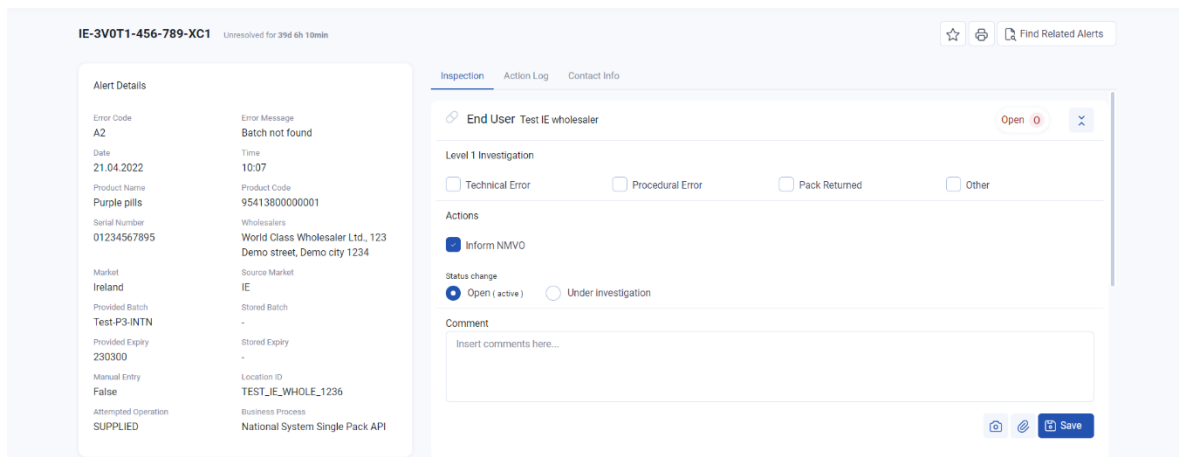 IE-3V0T1-456-789-XC1 Unresolved for 39d 6h 10min
Find Related Alerts
Alert Details
Error Code Error Message
A2 Batch not found
Date Time
21.04.2022 10:07
Product Name Product Code
Purple pills 95413800000001
Serial Number Wholesalers
01234567895 World Class Wholesaler Ltd., 123
Demo street, Demo city 1234
Market Source Market
Ireland IE
Provided Batch Stored Batch
Test-P3-INTN -
Provided Expiry Stored Expiry
230300 -
Manual Entry Location ID
False TEST_IE_WHOLE_1236
Attempted Operation Business Process
SUPPLIED National System Single Pack API
Inspection Action Log Contact Info
End User Test IE wholesaler Open 0
Level 1 Investigation
Technical Error Procedural Error Pack Returned Other
Actions
Inform NMVO
Status change
Open ( active ) Under investigation
Comment
Insert comments here...
Save